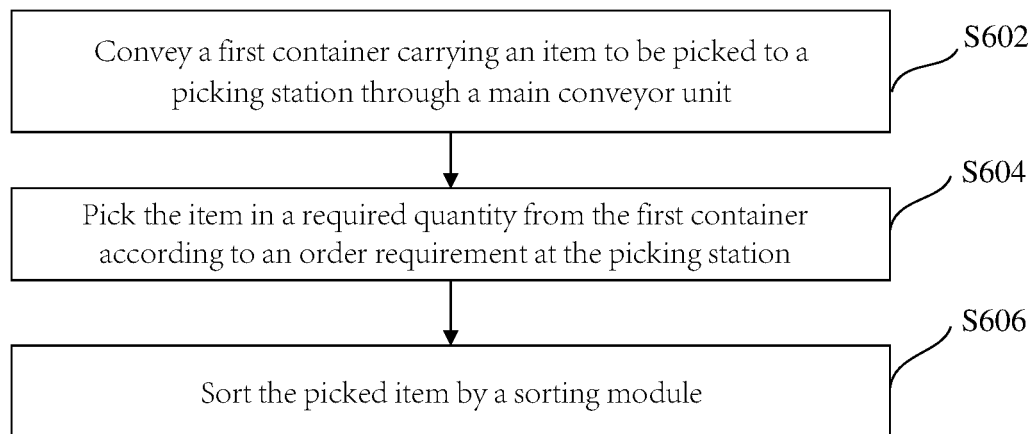 Convey a first container carrying an item to be picked to a
picking station through a main conveyor unit
S602
Pick the item in a required quantity from the first container
according to an order requirement at the picking station
S604
Sort the picked item by a sorting module
S606